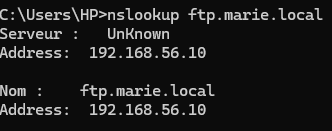 C:\Users\HP>nslookup ftp.marie.local
Serveur :   UnKnown
Address:  192.168.56.10
Nom :    ftp.marie.local
Address:  192.168.56.10